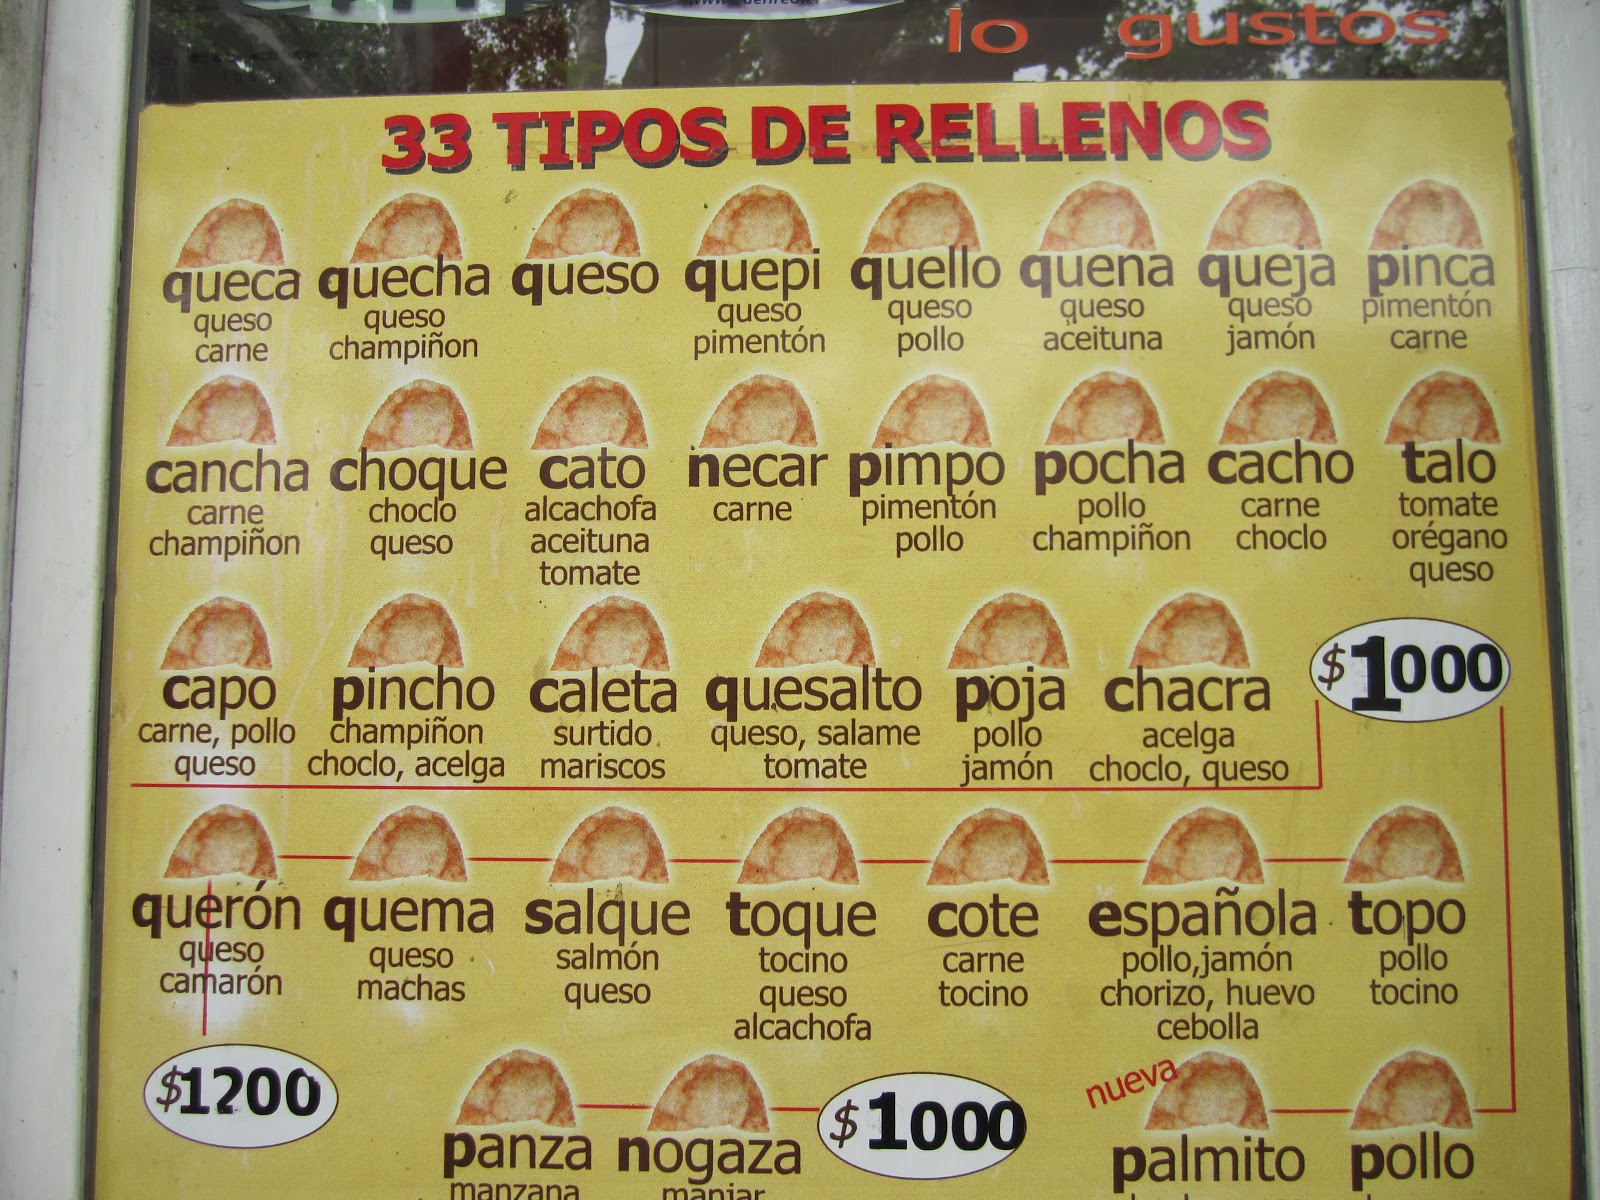 lo gustos
33 TIPOS DE RELLENOS
queca quecha queso quepi quello quena queja pinca
queso queso queso queso queso queso pimentón
carne champiñon pimentón pollo aceituna jamón carne
cancha choque cato necar pimpo pocha cacho talo
carne choclo alcachofa carne pimentón pollo carne tomate
champiñon queso aceituna pollo champiñon choclo orégano
tomate queso
capo pincho caleta quesalto poja chacra $1000
carne, pollo champiñon surtido queso, salame pollo acelga
queso choclo, acelga mariscos tomate jamón choclo, queso
querón quema salque toque cote española topo
queso queso salmón tocino carne pollo,jamón pollo
camarón machas queso queso tocino chorizo, huevo tocino
alcachofa cebolla
$1200 $1000 nueva
panza nogaza palmito pollo
manzana manjar